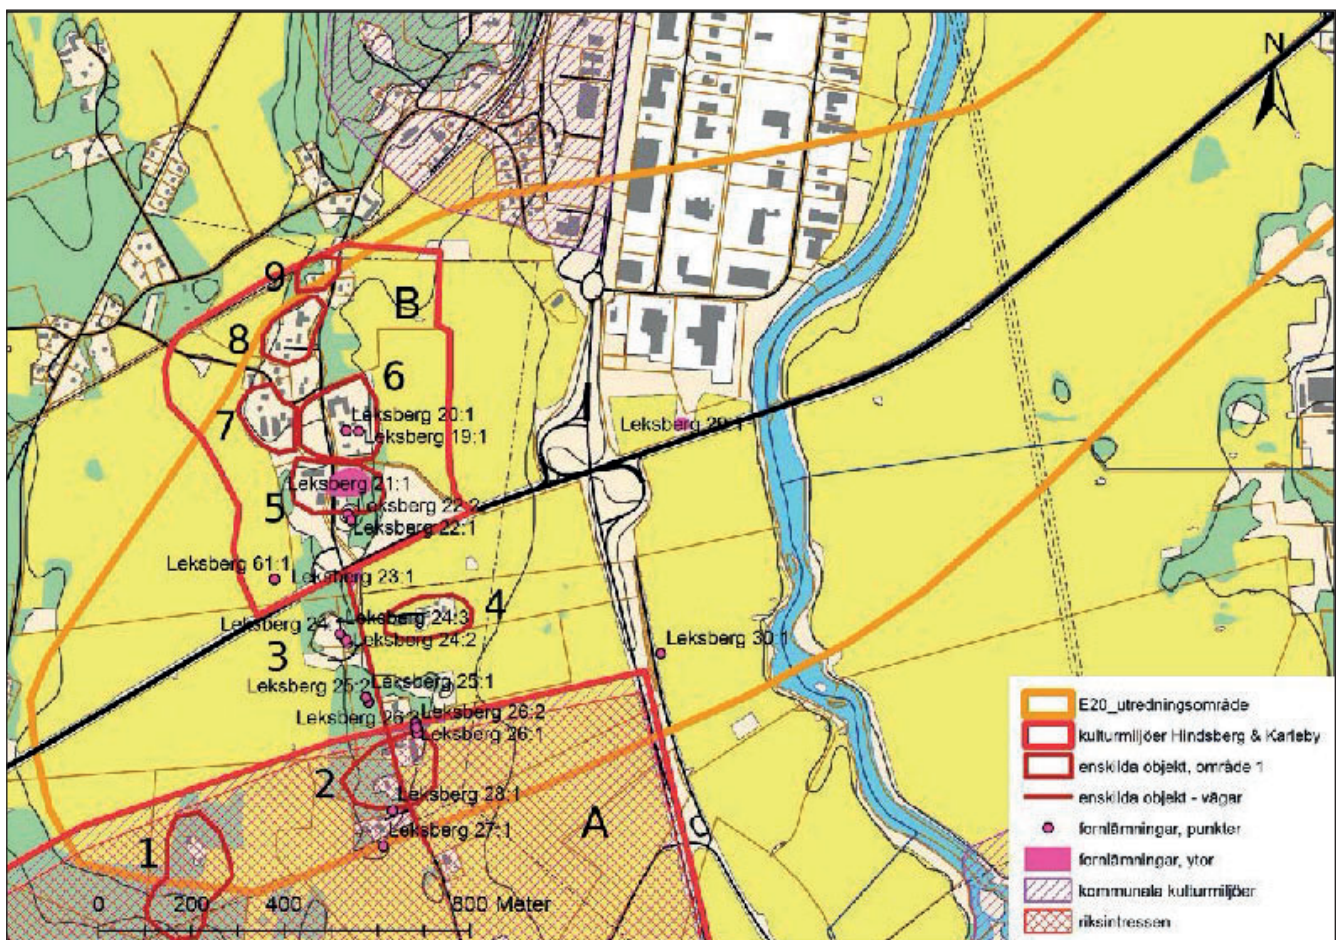 N
9
B
8
6
Leksberg 20:1
7
Leksberg 19:1
Leksberg 29:1
Leksberg 21:1
5
Leksberg 22:2
Leksberg 22:1
Leksberg 61:1
Leksberg 23:1
4
Leksberg 24:3
Leksberg 24:
Leksberg 24:2
3
Leksberg 30:1
Leksberg 25:1
Leksberg 25:2
Leksberg 26:2
Leksberg 26:
Leksberg 26:1
2
Leksberg 28:1
A
Leksberg 27:1
1
0 200 400 800 Meter
E20_utredningsområde
kulturmiljöer Hindsberg & Karleby
enskilda objekt, område 1
enskilda objekt - vägar
fornlämningar, punkter
fornlämningar, ytor
kommunala kulturmiljöer
riksintressen